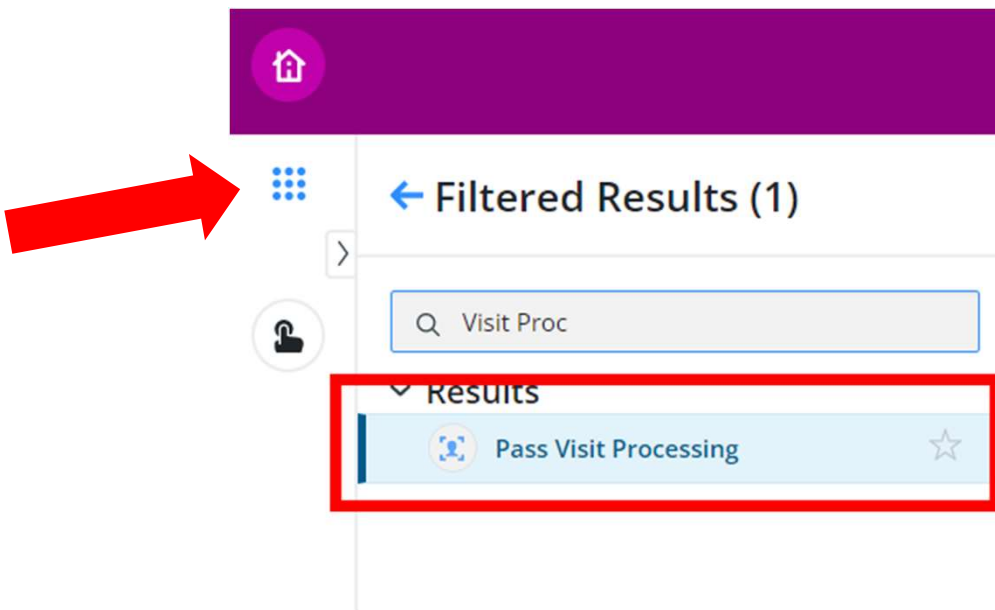 Filtered Results (1)
Visit Proc
Results
Pass Visit Processing